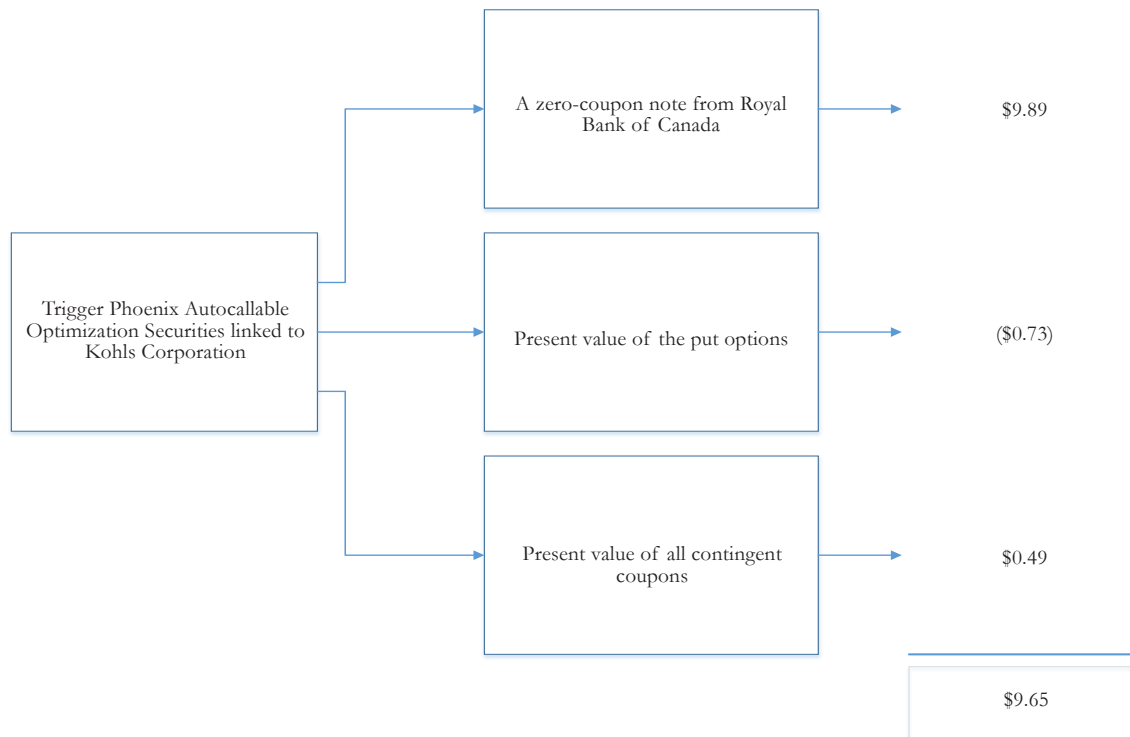 A zero-coupon note from Royal
Bank of Canada
$9.89
Trigger Phoenix Autocallable
Optimization Securities linked to
Kohls Corporation
Present value of the put options
($0.73)
Present value of all contingent
coupons
$0.49
$9.65